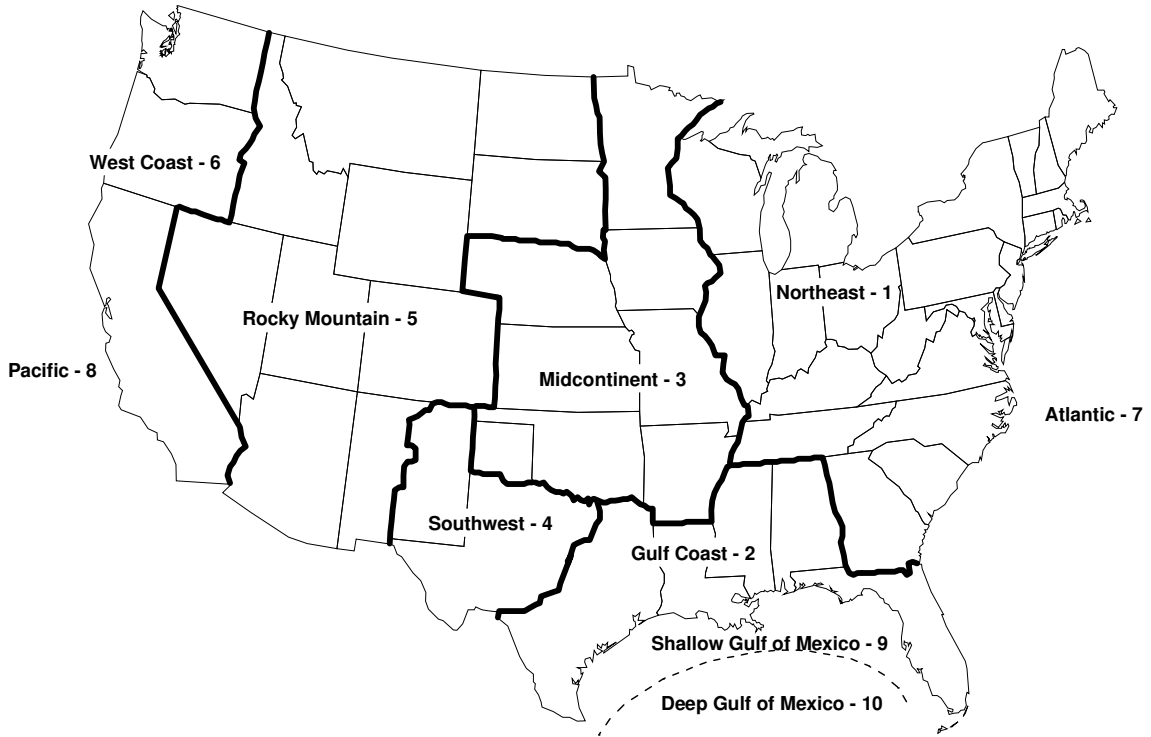 West Coast - 6
Northeast - 1
Rocky Mountain - 5
Pacific - 8
Midcontinent - 3
Atlantic - 7
Southwest - 4
Gulf Coast - 2
Shallow Gulf of Mexico - 9
Deep Gulf of Mexico - 10